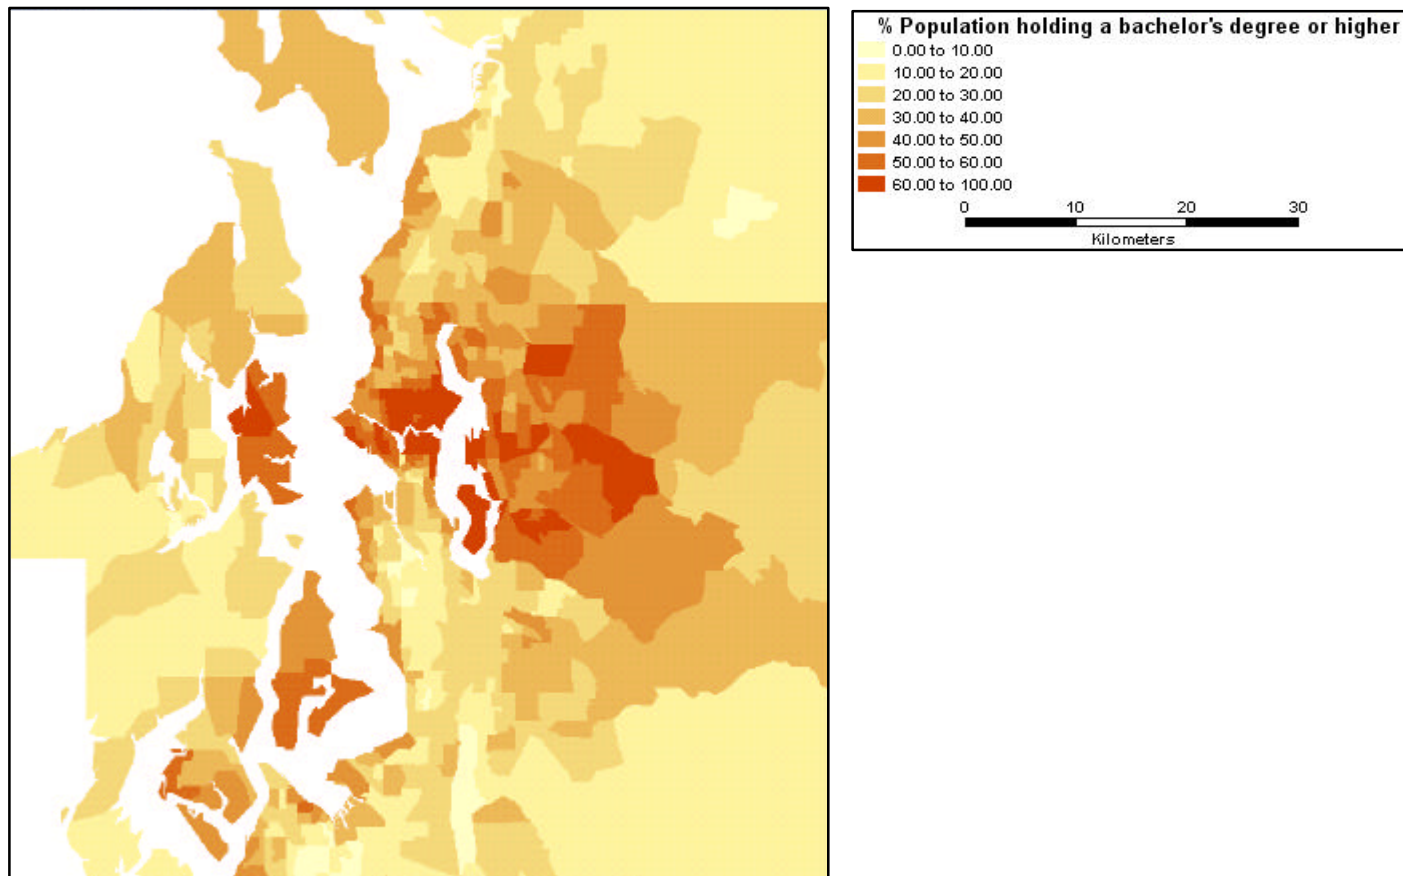 % Population holding a bachelor's degree or higher
0.00 to 10.00
10.00 to 20.00
20.00 to 30.00
30.00 to 40.00
40.00 to 50.00
50.00 to 60.00
60.00 to 100.00
0 10 20 30
Kilometers